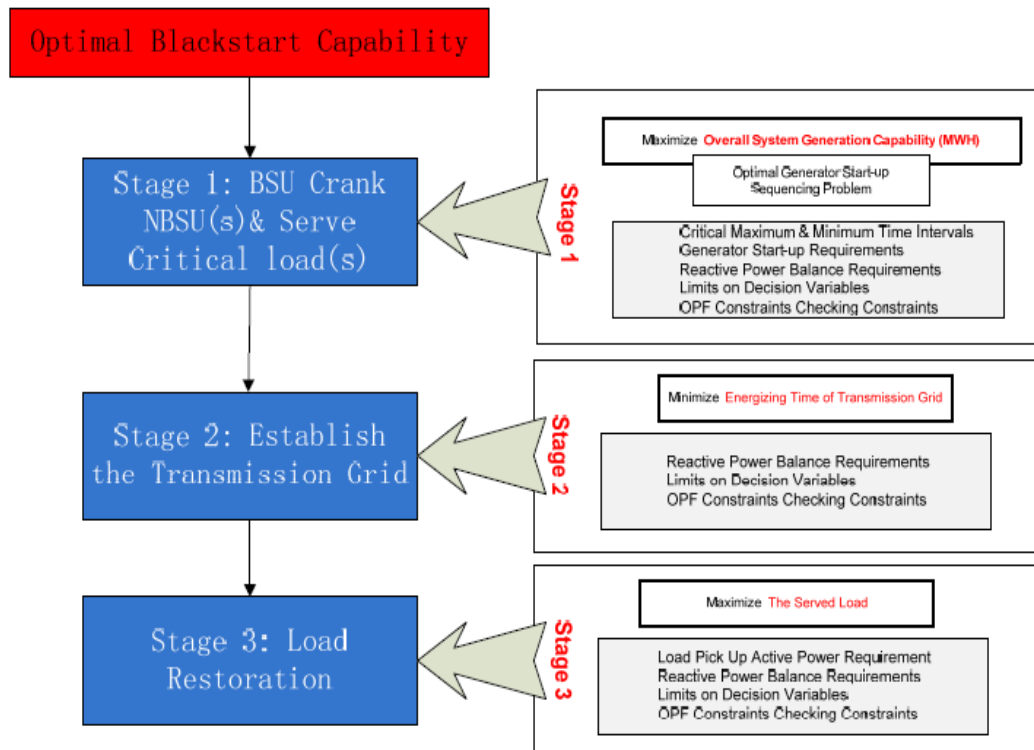 Optimal Blackstart Capability
Stage 1: BSU Crank
NBSU(s)& Serve
Critical load(s)
Stage 1
Maximize Overall System Generation Capability (MWH)
Optimal Generator Start-up
Sequencing Problem
Critical Maximum & Minimum Time Intervals
Generator Start-up Requirements
Reactive Power Balance Requirements
Limits on Decision Variables
OPF Constraints Checking Constraints
Stage 2: Establish
the Transmission Grid
Stage 2
Minimize Energizing Time of Transmission Grid
Reactive Power Balance Requirements
Limits on Decision Variables
OPF Constraints Checking Constraints
Stage 3: Load
Restoration
Stage 3
Maximize The Served Load
Load Pick Up Active Power Requirement
Reactive Power Balance Requirements
Limits on Decision Variables
OPF Constraints Checking Constraints